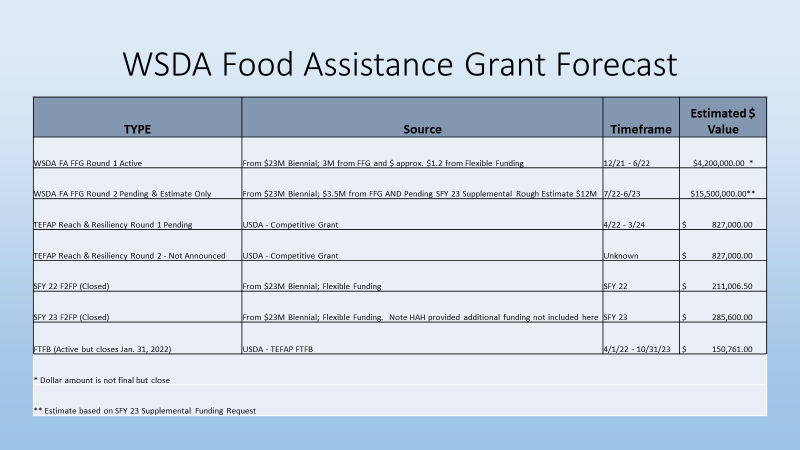 WSDA Food Assistance Grant Forecast
TYPE Source Timeframe Estimated $ Value
WSDA FA FFG Round 1 Active From $23M Biennial; 3M from FFG and $ approx. $1.2 from Flexible Funding 12/21 - 6/22 $4,200,000.00 *
WSDA FA FFG Round 2 Pending & Estimate Only From $23M Biennial; $3.5M from FFG AND Pending SFY 23 Supplemental Rough Estimate $12M 7/22-6/23 $15,500,000.00**
TEFAP Reach & Resiliency Round 1 Pending USDA - Competitive Grant 4/22 - 3/24 $ 827,000.00
TEFAP Reach & Resiliency Round 2 - Not Announced USDA - Competitive Grant Unknown $ 827,000.00
SFY 22 F2FP (Closed) From $23M Biennial; Flexible Funding SFY 22 $ 211,006.50
SFY 23 F2FP (Closed) From $23M Biennial; Flexible Funding. Note HAH provided additional funding not included here SFY 23 $ 285,600.00
FTFB (Active but closes Jan. 31, 2022) USDA - TEFAP FTFB 4/1/22 - 10/31/23 $ 150,761.00
* Dollar amount is not final but close
** Estimate based on SFY 23 Supplemental Funding Request